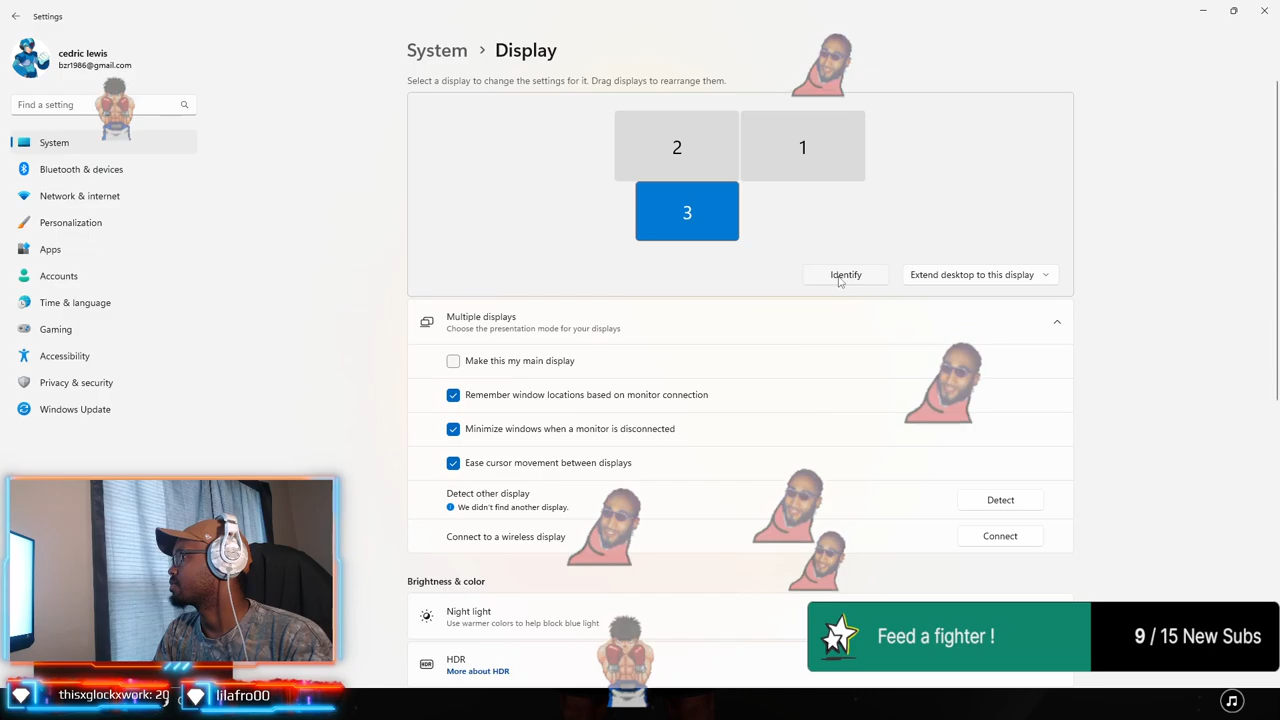 Settings
cedric lewis
bzr1986@gmail.com
Find a setting
System
Bluetooth & devices
Network & internet
Personalization
Apps
Accounts
Time & language
Gaming
Accessibility
Privacy & security
Windows Update
System > Display
Select a display to change the settings for it. Drag displays to rearrange them.
2
1
3
Identify
Extend desktop to this display
Multiple displays
Choose the presentation mode for your displays
Make this my main display
Remember window locations based on monitor connection
Minimize windows when a monitor is disconnected
Ease cursor movement between displays
Detect other display
We didn't find another display.
Detect
Connect to a wireless display
Connect
Brightness & color
Night light
Use warmer colors to help block blue light
HDR
HDR
More about HDR
Feed a fighter !
9 / 15 New Subs
thisxglockxwork:
lilafro00